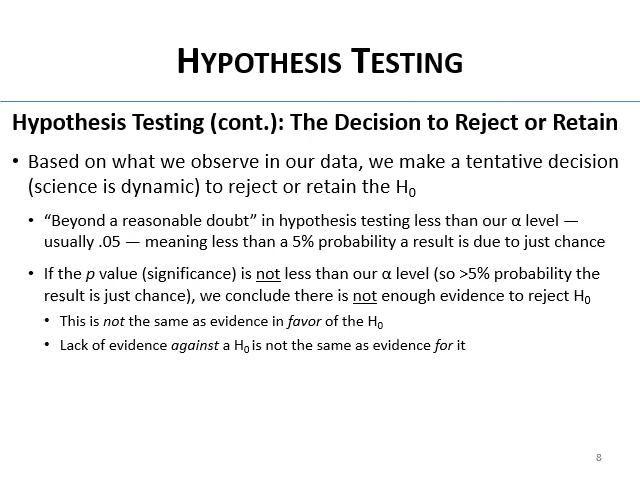 HYPOTHESIS TESTING
Hypothesis Testing (cont.): The Decision to Reject or Retain
• Based on what we observe in our data, we make a tentative decision
(science is dynamic) to reject or retain the H₀
• “Beyond a reasonable doubt” in hypothesis testing less than our α level —
usually .05 — meaning less than a 5% probability a result is due to just chance
• If the p value (significance) is not less than our α level (so >5% probability the
result is just chance), we conclude there is not enough evidence to reject H₀
• This is not the same as evidence in favor of the H₀
• Lack of evidence against a H₀ is not the same as evidence for it
8